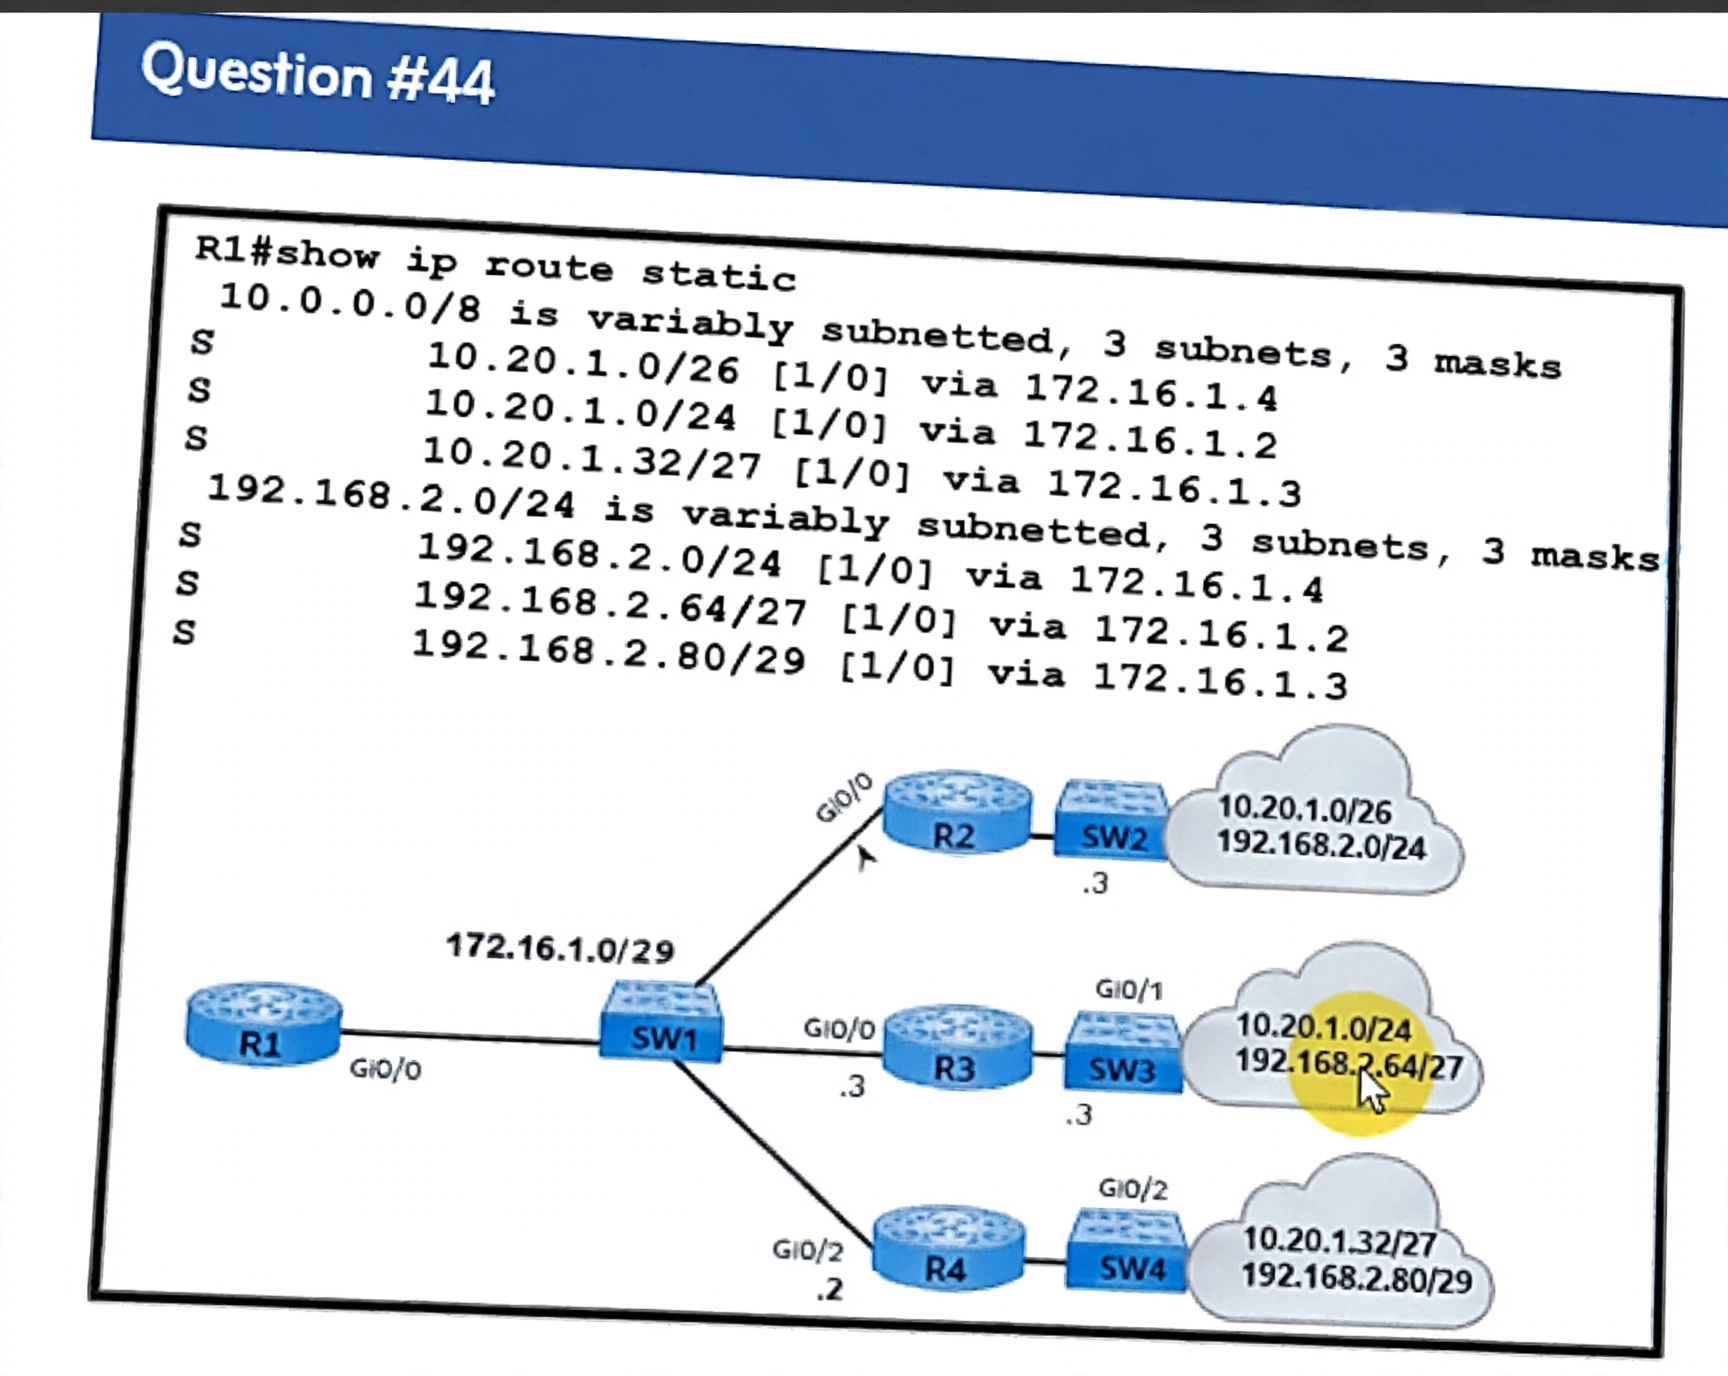 Question #44
R1#show ip route static
10.0.0.0/8 is variably subnetted, 3 subnets, 3 masks
S 10.20.1.0/26 [1/0] via 172.16.1.4
S 10.20.1.0/24 [1/0] via 172.16.1.2
S 10.20.1.32/27 [1/0] via 172.16.1.3
192.168.2.0/24 is variably subnetted, 3 subnets, 3 masks
S 192.168.2.0/24 [1/0] via 172.16.1.4
S 192.168.2.64/27 [1/0] via 172.16.1.2
S 192.168.2.80/29 [1/0] via 172.16.1.3
Gi0/0
R2
SW2
.3
10.20.1.0/26
192.168.2.0/24
172.16.1.0/29
R1
Gi0/0
SW1
Gi0/0
.3
R3
Gi0/1
SW3
.3
10.20.1.0/24
192.168.2.64/27
Gi0/2
.2
R4
Gi0/2
SW4
10.20.1.32/27
192.168.2.80/29